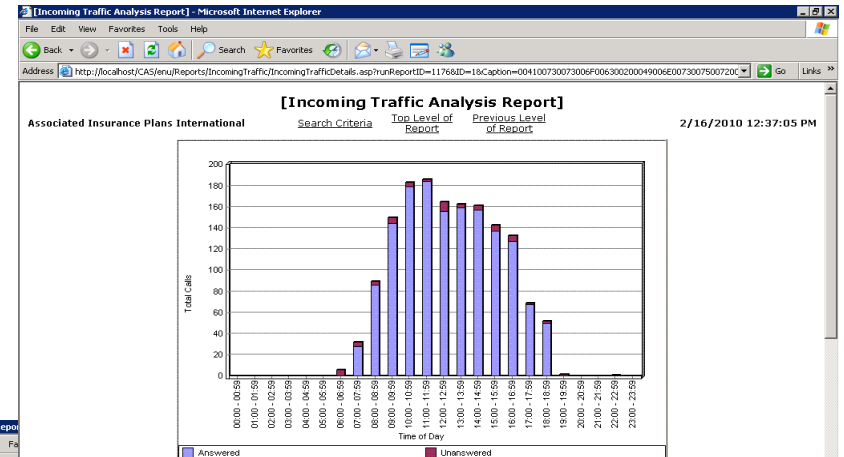 [Incoming Traffic Analysis Report] - Microsoft Internet Explorer
File Edit View Favorites Tools Help
Back Search Favorites
Address http://localhost/CAS/enu/Reports/IncomingTraffic/IncomingTrafficDetails.asp?runReportID=1176&ID=1&Caption=004100730073006F006300200049006E00730075007200 Go Links »
[Incoming Traffic Analysis Report]
Associated Insurance Plans International
Search Criteria
Top Level of Report
Previous Level of Report
2/16/2010 12:37:05 PM
200
180
160
140
120
100
80
60
40
20
0
Total Calls
00:00 - 00:59
01:00 - 01:59
02:00 - 02:59
03:00 - 03:59
04:00 - 04:59
05:00 - 05:59
06:00 - 06:59
07:00 - 07:59
08:00 - 08:59
09:00 - 09:59
10:00 - 10:59
11:00 - 11:59
12:00 - 12:59
13:00 - 13:59
14:00 - 14:59
15:00 - 15:59
16:00 - 16:59
17:00 - 17:59
18:00 - 18:59
19:00 - 19:59
20:00 - 20:59
21:00 - 21:59
22:00 - 22:59
23:00 - 23:59
Time of Day
Answered
Unanswered
epor
Fa